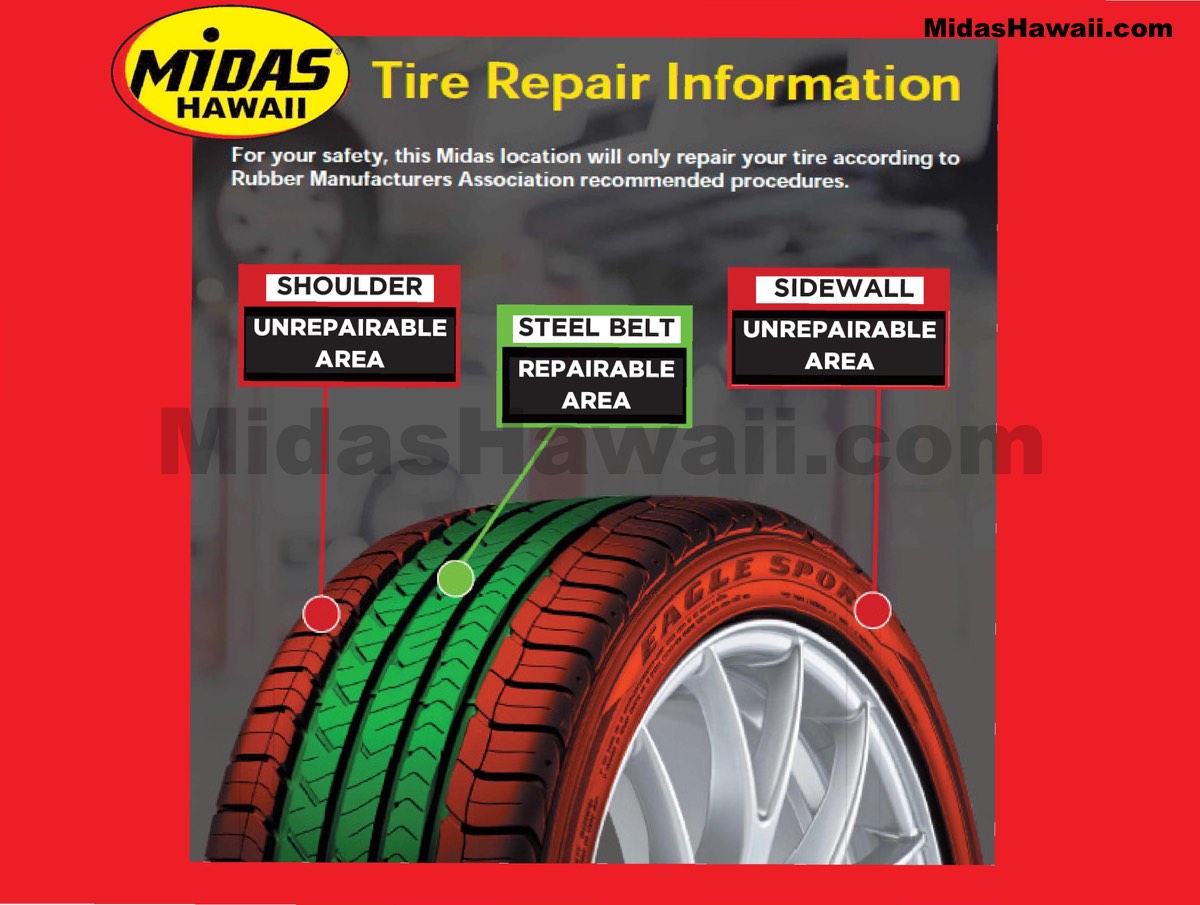 MidasHawaii.com
MiDAS
HAWAII
Tire Repair Information
For your safety, this Midas location will only repair your tire according to
Rubber Manufacturers Association recommended procedures.
SHOULDER
UNREPAIRABLE
AREA
STEEL BELT
REPAIRABLE
AREA
SIDEWALL
UNREPAIRABLE
AREA
MidasHawaii.com
EAGLE SPOR